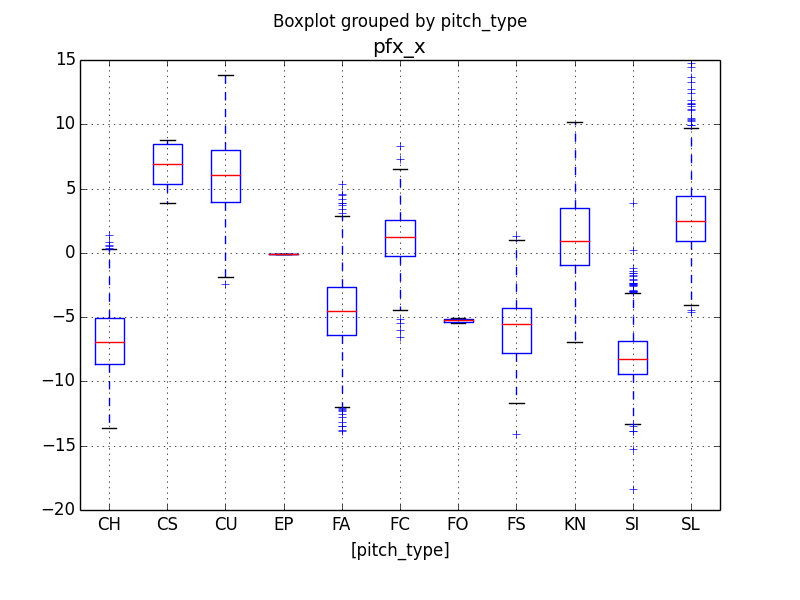 Boxplot grouped by pitch_type
pfx_x
15
10
5
0
−5
−10
−15
−20
CH CS CU EP FA FC FO FS KN SI SL
[pitch_type]